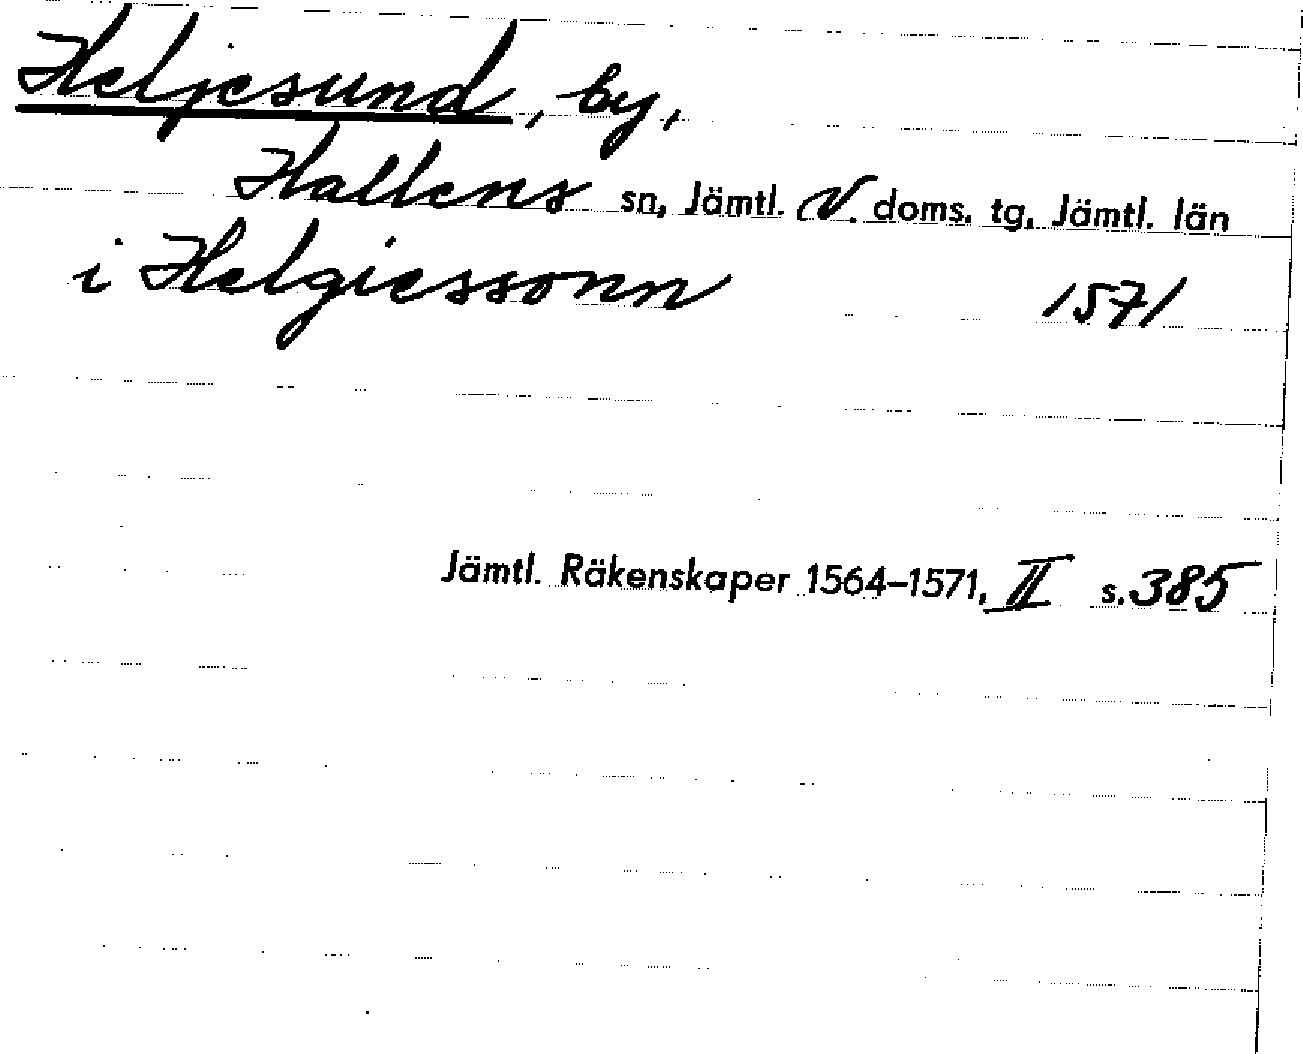 Heljesund, by,
Hallens sn, Jämtl. V. doms. tg, Jämtl. län
i Helgiessonn 1571
Jämtl. Räkenskaper 1564–1571, II s. 385